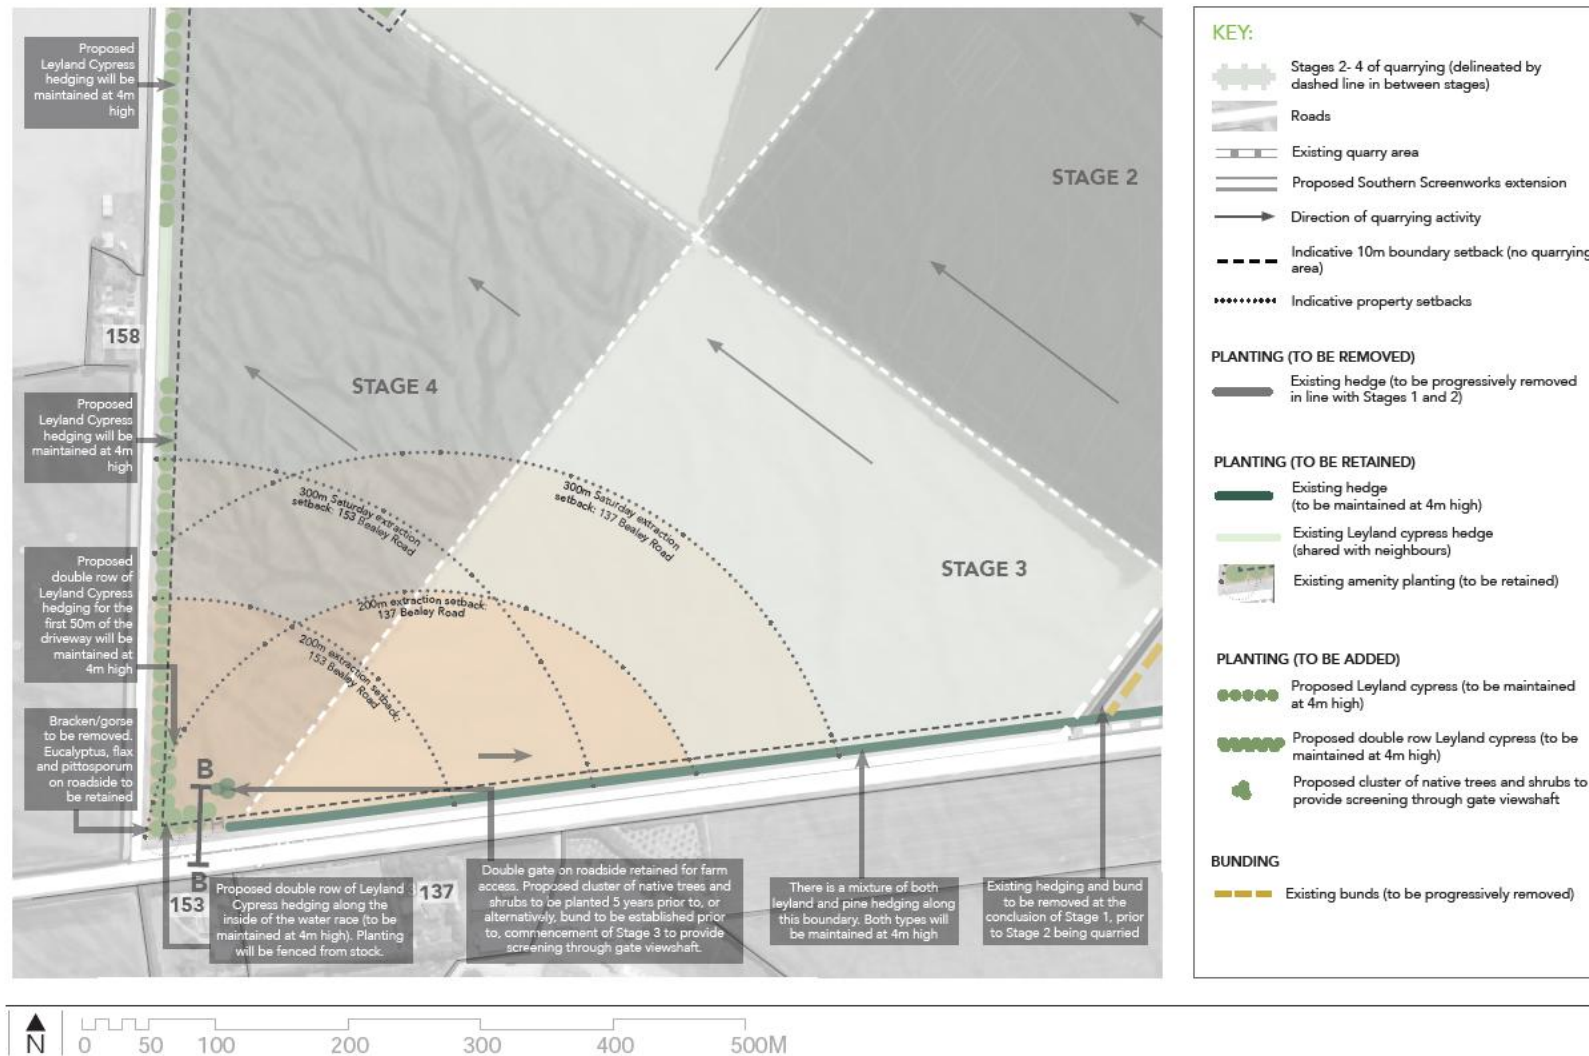 Proposed
Leyland Cypress
hedging will be
maintained at 4m
high
STAGE 2
158
STAGE 4
Proposed
Leyland Cypress
hedging will be
maintained at 4m
high
300m Saturday extraction
setback: 153 Bealey Road
300m Saturday extraction
setback: 137 Bealey Road
STAGE 3
Proposed
double row of
Leyland Cypress
hedging for the
first 50m of the
driveway will be
maintained at
4m high
200m extraction setback:
137 Bealey Road
200m extraction setback:
153 Bealey Road
Bracken/gorse
to be removed.
Eucalyptus, flax
and pittosporum
on roadside to
be retained
B
B
153
Proposed double row of Leyland
Cypress hedging along the
inside of the water race (to be
maintained at 4m high). Planting
will be fenced from stock.
137
Double gate on roadside retained for farm
access. Proposed cluster of native trees and
shrubs to be planted 5 years prior to, or
alternatively, bund to be established prior
to, commencement of Stage 3 to provide
screening through gate viewshaft.
There is a mixture of both
leyland and pine hedging along
this boundary. Both types will
be maintained at 4m high
Existing hedging and bund
to be removed at the
conclusion of Stage 1, prior
to Stage 2 being quarried
KEY:
Stages 2- 4 of quarrying (delineated by
dashed line in between stages)
Roads
Existing quarry area
Proposed Southern Screenworks extension
Direction of quarrying activity
Indicative 10m boundary setback (no quarrying
area)
Indicative property setbacks
PLANTING (TO BE REMOVED)
Existing hedge (to be progressively removed
in line with Stages 1 and 2)
PLANTING (TO BE RETAINED)
Existing hedge
(to be maintained at 4m high)
Existing Leyland cypress hedge
(shared with neighbours)
Existing amenity planting (to be retained)
PLANTING (TO BE ADDED)
Proposed Leyland cypress (to be maintained
at 4m high)
Proposed double row Leyland cypress (to be
maintained at 4m high)
Proposed cluster of native trees and shrubs to
provide screening through gate viewshaft
BUNDING
Existing bunds (to be progressively removed)
N
0 50 100 200 300 400 500M